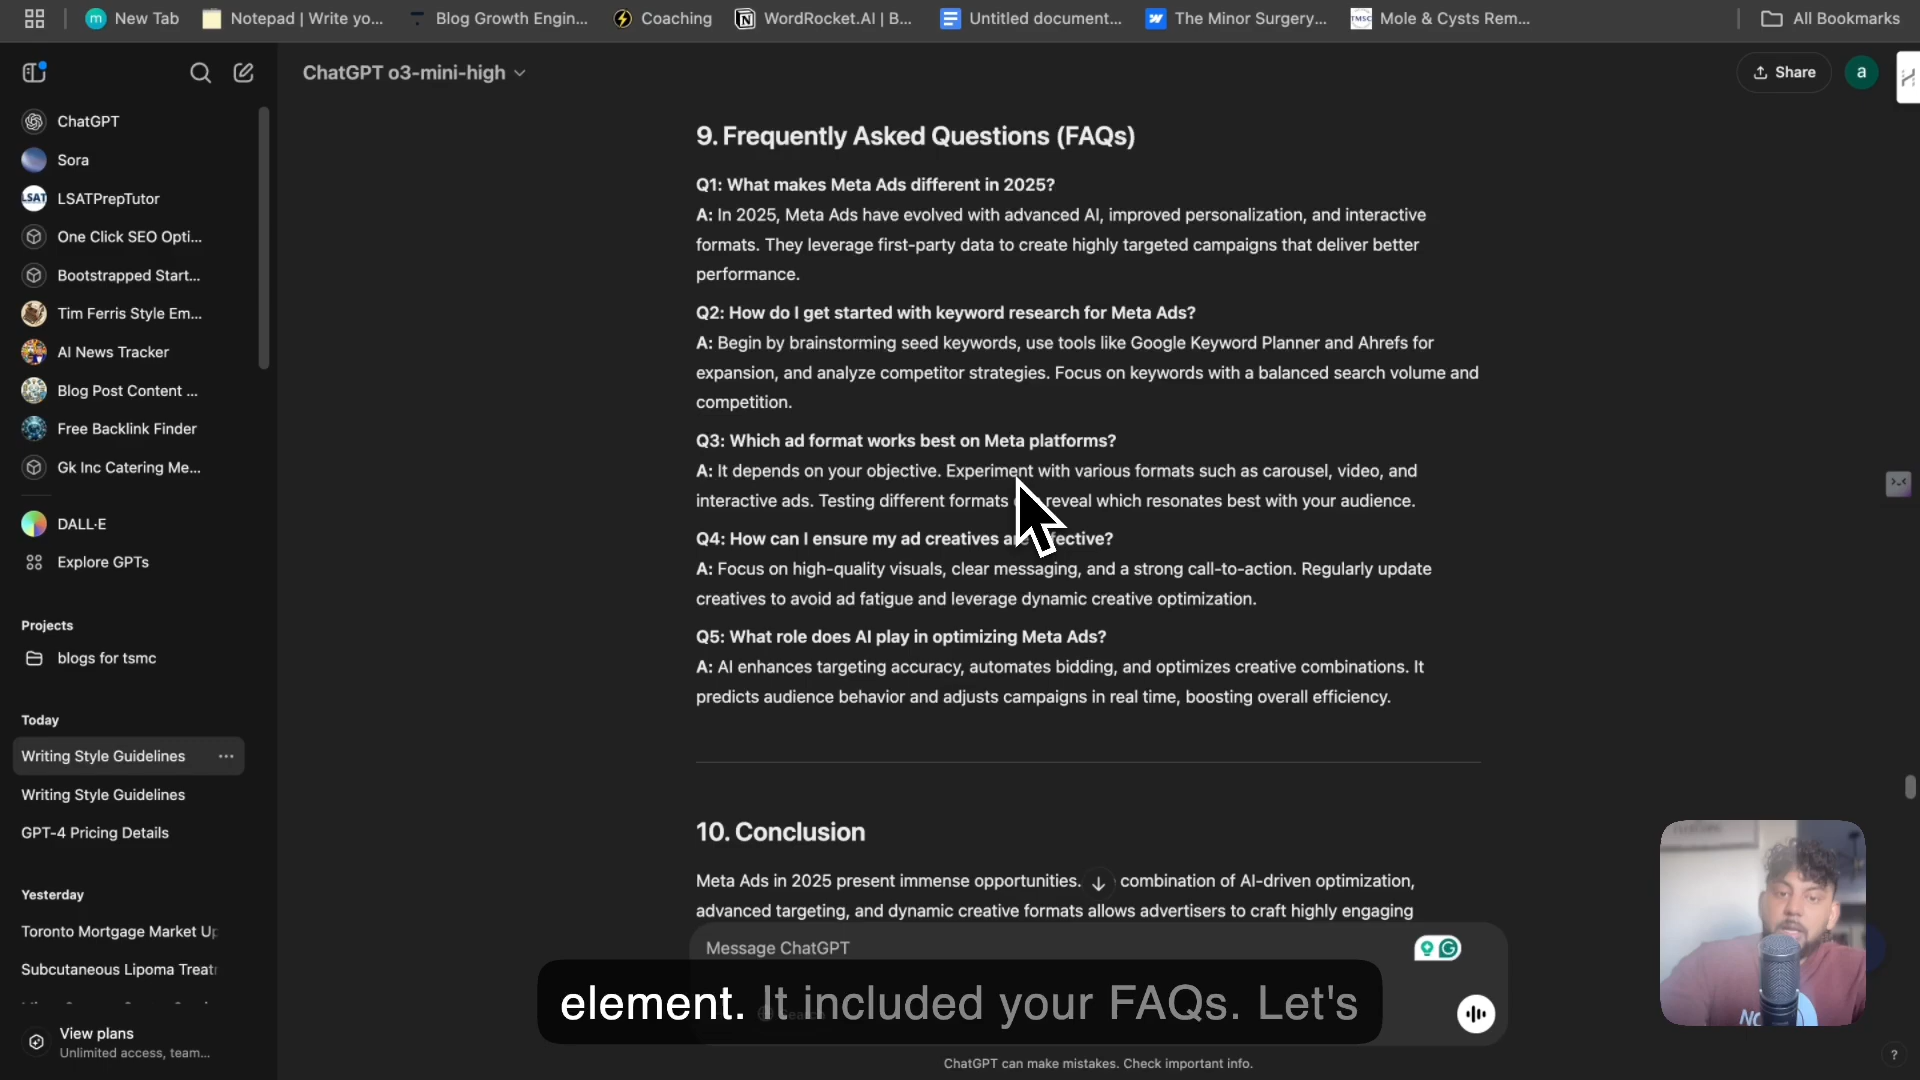 New Tab
Notepad | Write yo...
Blog Growth Engin...
Coaching
WordRocket.AI | B...
Untitled document...
The Minor Surgery...
TMSC
Mole & Cysts Rem...
All Bookmarks
ChatGPT o3-mini-high
Share
a
ChatGPT
Sora
LSAT
LSATPrepTutor
One Click SEO Opti...
Bootstrapped Start...
Tim Ferris Style Em...
AI News Tracker
Blog Post Content ...
Free Backlink Finder
Gk Inc Catering Me...
DALL·E
Explore GPTs
Projects
blogs for tsmc
Today
Writing Style Guidelines
Writing Style Guidelines
GPT-4 Pricing Details
Yesterday
Toronto Mortgage Market Up
Subcutaneous Lipoma Treat
View plans
Unlimited access, team...
9. Frequently Asked Questions (FAQs)
Q1: What makes Meta Ads different in 2025?
A: In 2025, Meta Ads have evolved with advanced AI, improved personalization, and interactive
formats. They leverage first-party data to create highly targeted campaigns that deliver better
performance.
Q2: How do I get started with keyword research for Meta Ads?
A: Begin by brainstorming seed keywords, use tools like Google Keyword Planner and Ahrefs for
expansion, and analyze competitor strategies. Focus on keywords with a balanced search volume and
competition.
Q3: Which ad format works best on Meta platforms?
A: It depends on your objective. Experiment with various formats such as carousel, video, and
interactive ads. Testing different formats reveal which resonates best with your audience.
Q4: How can I ensure my ad creatives are effective?
A: Focus on high-quality visuals, clear messaging, and a strong call-to-action. Regularly update
creatives to avoid ad fatigue and leverage dynamic creative optimization.
Q5: What role does AI play in optimizing Meta Ads?
A: AI enhances targeting accuracy, automates bidding, and optimizes creative combinations. It
predicts audience behavior and adjusts campaigns in real time, boosting overall efficiency.
10. Conclusion
Meta Ads in 2025 present immense opportunities. combination of AI-driven optimization,
advanced targeting, and dynamic creative formats allows advertisers to craft highly engaging
Message ChatGPT
element. It included your FAQs. Let's
ChatGPT can make mistakes. Check important info.
?